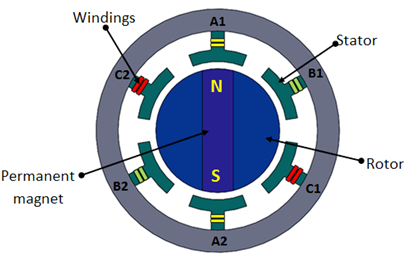 Windings
A1
Stator
C2
B1
N
S
Permanent
magnet
B2
C1
Rotor
A2